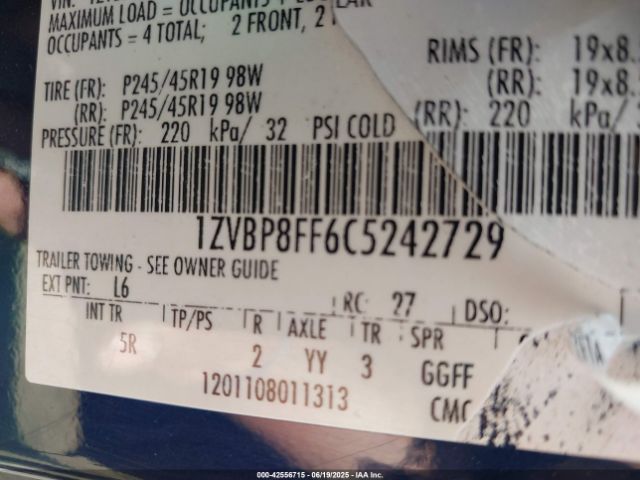 MAXIMUM LOAD = OCCUPANTS
OCCUPANTS = 4 TOTAL; 2 FRONT, 2
RIMS (FR): 19x8.
TIRE (FR): P245/45R19 98W
(RR): 19x8.
(RR): P245/45R19 98W
(RR): 220 kPa/
PRESSURE (FR): 220 kPa/ 32 PSI COLD
1ZVBP8FF6C5242729
TRAILER TOWING - SEE OWNER GUIDE
EXT PNT: L6 RC: 27 DSO:
INT TR TP/PS R AXLE TR SPR
5R 2 YY 3 GGFF
1201108011313 CMC
000-42556715 - 06/19/2025 - IAA Inc.